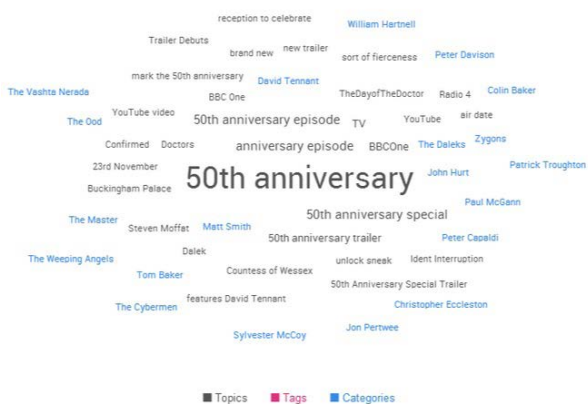 reception to celebrate
William Hartnell
Trailer Debuts
brand new
new trailer
sort of fierceness
Peter Davison
mark the 50th anniversary
David Tennant
The Vashta Nerada
BBC One
TheDayofTheDoctor
Radio 4
Colin Baker
YouTube video
The Ood
50th anniversary episode
TV
YouTube
air date
Confirmed
Doctors
anniversary episode
BBCOne
The Daleks
Zygons
23rd November
50th anniversary
John Hurt
Patrick Troughton
Buckingham Palace
Paul McGann
The Master
Steven Moffat
Matt Smith
50th anniversary special
50th anniversary trailer
Peter Capaldi
The Weeping Angels
Dalek
unlock sneak
Ident Interruption
Tom Baker
Countess of Wessex
50th Anniversary Special Trailer
The Cybermen
features David Tennant
Christopher Eccleston
Sylvester McCoy
Jon Pertwee
Topics
Tags
Categories